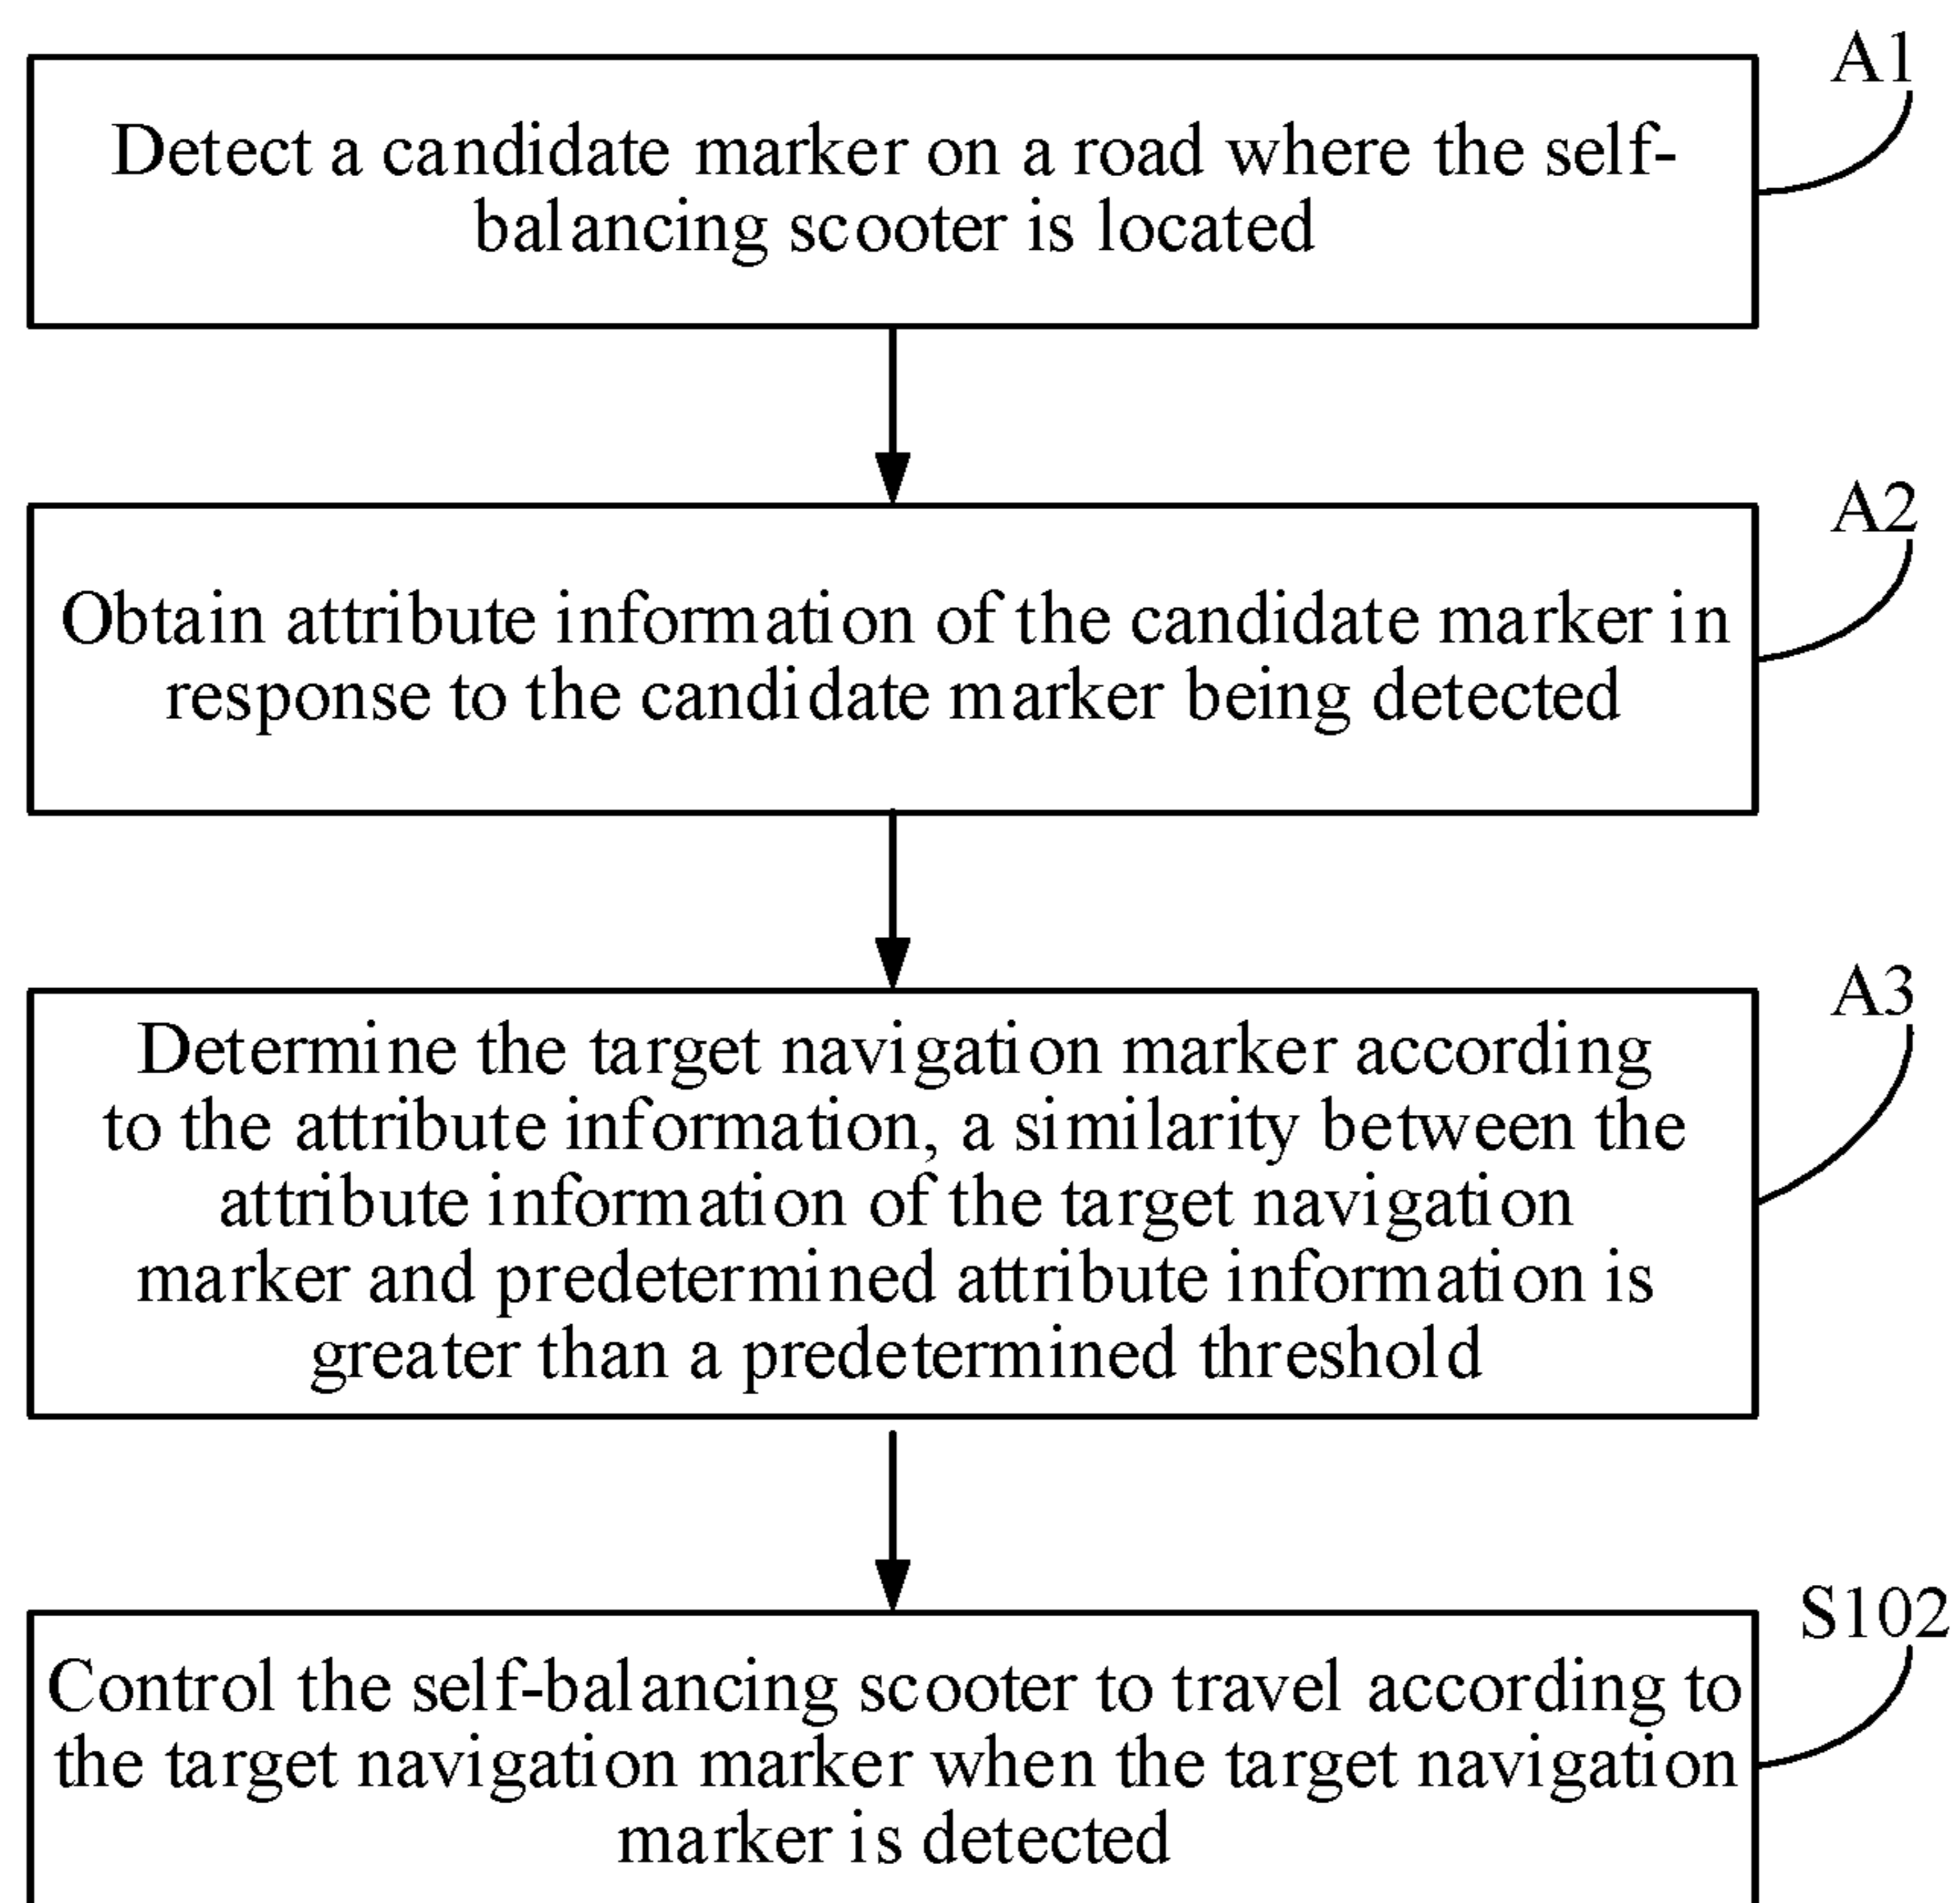 A1
Detect a candidate marker on a road where the self-
balancing scooter is located
A2
Obtain attribute information of the candidate marker in
response to the candidate marker being detected
A3
Determine the target navigation marker according
to the attribute information, a similarity between the
attribute information of the target navigation
marker and predetermined attribute information is
greater than a predetermined threshold
S102
Control the self-balancing scooter to travel according to
the target navigation marker when the target navigation
marker is detected